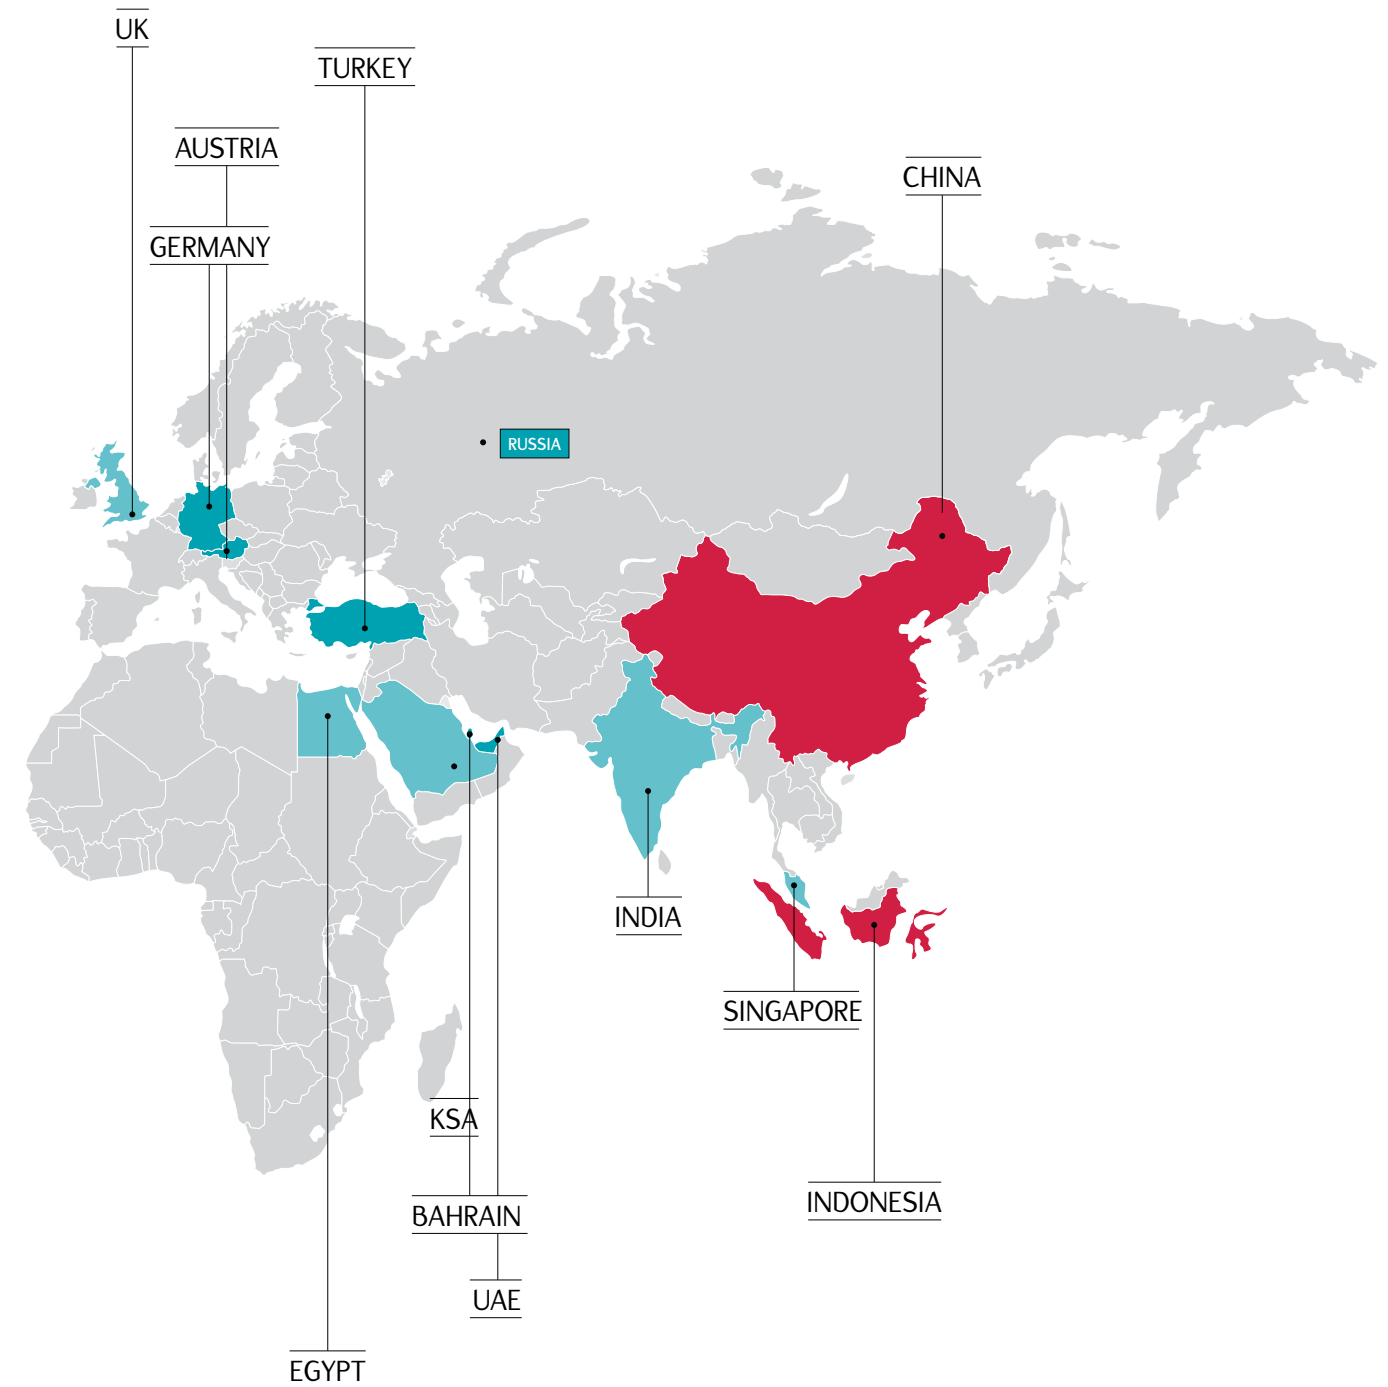 UK
TURKEY
AUSTRIA
CHINA
GERMANY
RUSSIA
INDIA
SINGAPORE
KSA
INDONESIA
BAHRAIN
UAE
EGYPT